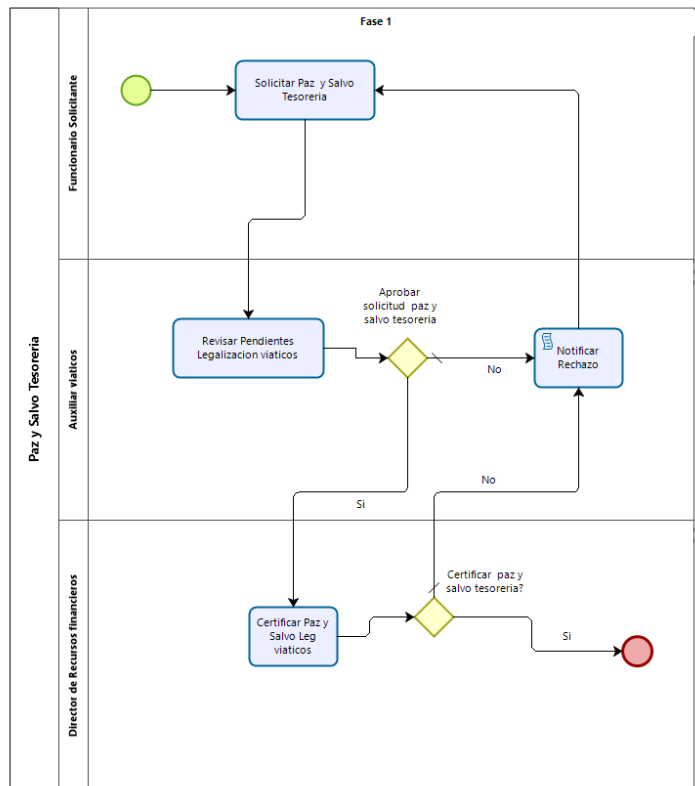 Fase 1
Paz y Salvo Tesoreria
Funcionario Solicitante
Solicitar Paz y Salvo
Tesoreria
Auxiliar viaticos
Revisar Pendientes
Legalizacion viaticos
Aprobar
solicitud paz y
salvo tesoreria
No
Notificar
Rechazo
Si
No
Director de Recursos financieros
Certificar Paz y
Salvo Leg
viaticos
Certificar paz y
salvo tesoreria?
Si